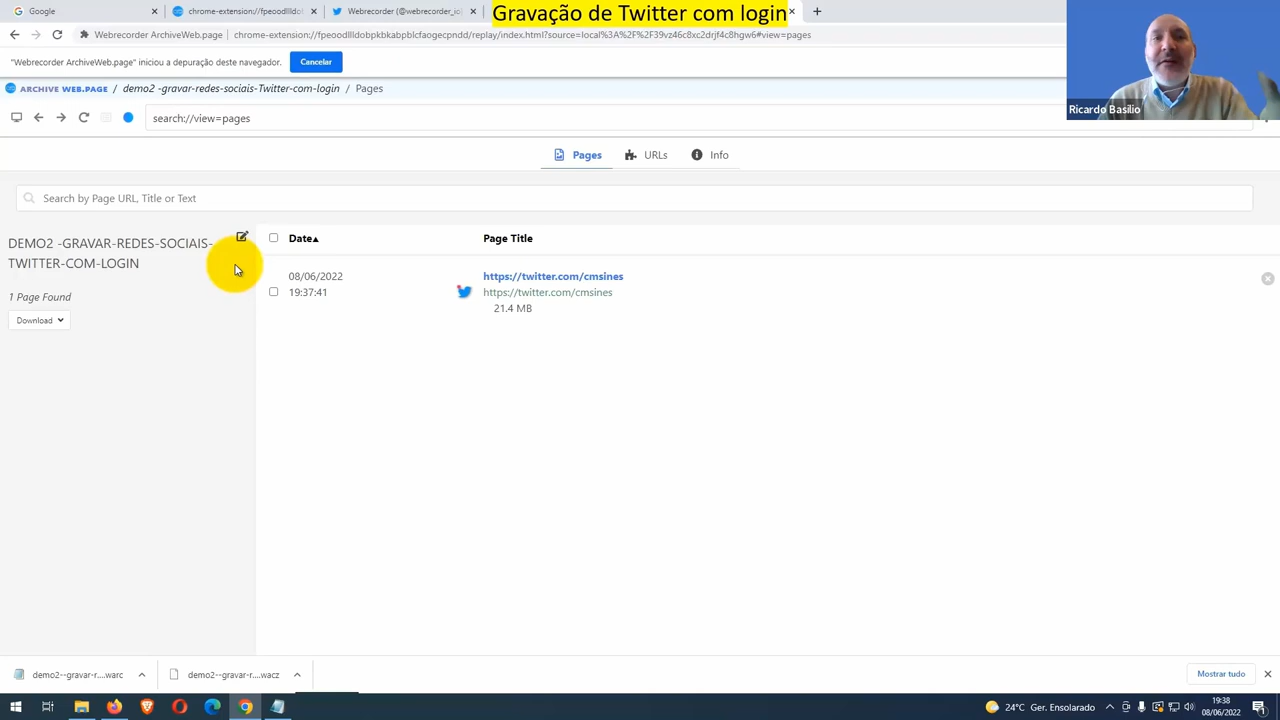 Gravação de Twitter com login
Google
chrome-extension://fpeoodllldob
Webrecorder (@webrecorder_io
Webrecorder ArchiveWeb.page
chrome-extension://fpeoodllldobpkbkabpblcfaogecpndd/replay/index.html?source=local%3A%2F%2F39vz46c8xc2drjf4c8hgw6#view=pages
"Webrecorder ArchiveWeb.page" iniciou a depuração deste navegador.
Cancelar
Ricardo Basilio
ARCHIVE WEB.PAGE / demo2 -gravar-redes-sociais-Twitter-com-login / Pages
search://view=pages
Pages
URLs
Info
Search by Page URL, Title or Text
DEMO2 -GRAVAR-REDES-SOCIAIS-
TWITTER-COM-LOGIN
Date▲
Page Title
1 Page Found
Download
08/06/2022
19:37:41
https://twitter.com/cmsines
https://twitter.com/cmsines
21.4 MB
demo2--gravar-r....warc
demo2--gravar-r....wacz
Mostrar tudo
24°C Ger. Ensolarado
19:38
08/06/2022